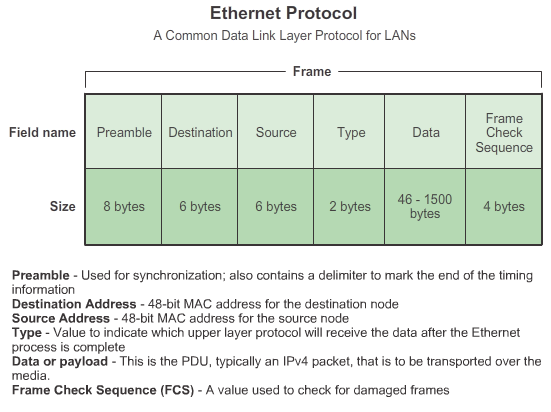 Ethernet Protocol
A Common Data Link Layer Protocol for LANs
Frame
Field name Preamble Destination Source Type Data Frame Check Sequence
Size 8 bytes 6 bytes 6 bytes 2 bytes 46 - 1500 bytes 4 bytes
Preamble - Used for synchronization; also contains a delimiter to mark the end of the timing
information
Destination Address - 48-bit MAC address for the destination node
Source Address - 48-bit MAC address for the source node
Type - Value to indicate which upper layer protocol will receive the data after the Ethernet
process is complete
Data or payload - This is the PDU, typically an IPv4 packet, that is to be transported over the
media.
Frame Check Sequence (FCS) - A value used to check for damaged frames